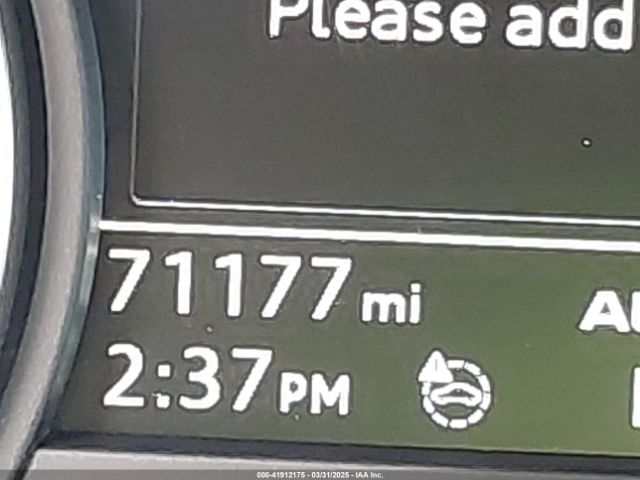 Please add
71177 mi
2:37 PM
000-41912175 - 03/31/2025 - IAA Inc.